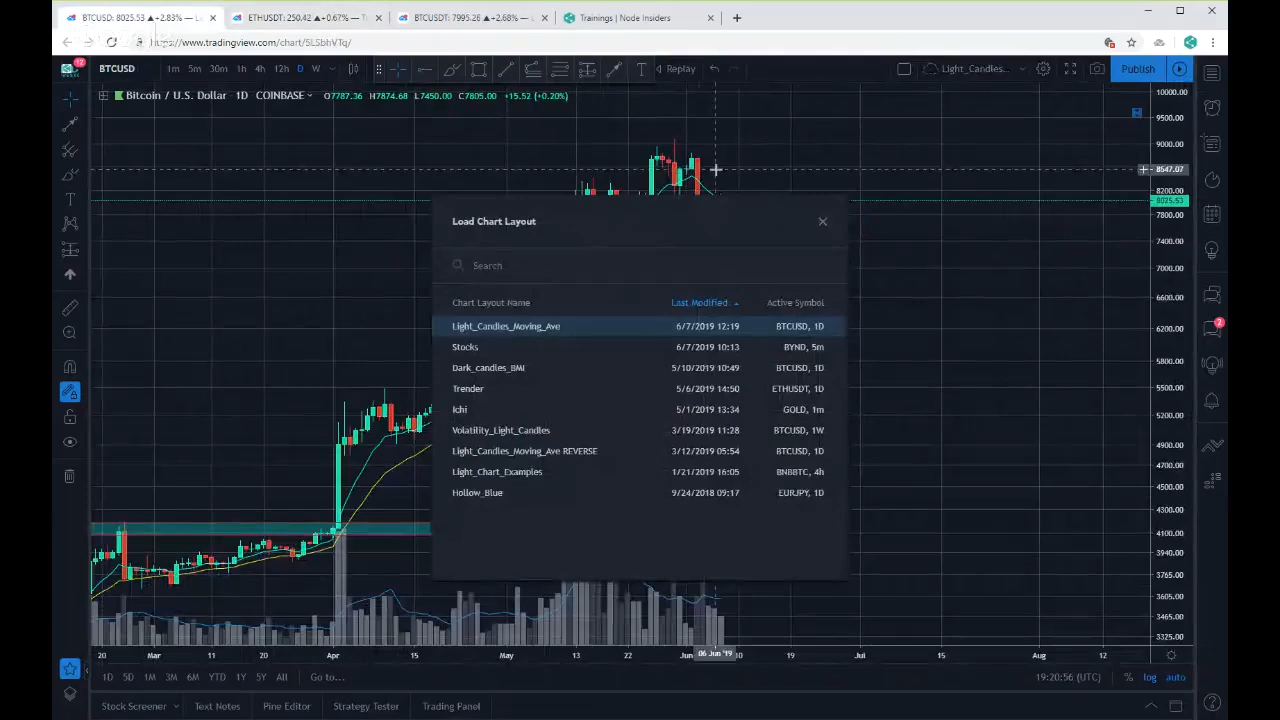 BTCUSD: 8025.53 ▲+2.83% — L
ETHUSDT: 250.42 ▲+0.67% — T
BTCUSDT: 7995.26 ▲+2.68% —
Trainings | Node Insiders
https://www.tradingview.com/chart/5LSbhVTq/
12
BTCUSD 1m 5m 30m 1h 4h 12h D W
Replay
Light_Candles...
Publish
Bitcoin / U.S. Dollar 1D COINBASE
O7787.36 H7874.68 L7450.00 C7805.00 +15.52 (+0.20%)
10000.00
9500.00
9000.00
8547.07
8200.00
8025.53
7800.00
7400.00
7000.00
6600.00
6200.00
5800.00
5500.00
5200.00
4900.00
4700.00
4500.00
4300.00
4100.00
3940.00
3765.00
3605.00
3465.00
3325.00
Load Chart Layout
Search
Chart Layout Name Last Modified Active Symbol
Light_Candles_Moving_Ave 6/7/2019 12:19 BTCUSD, 1D
Stocks 6/7/2019 10:13 BYND, 5m
Dark_candles_BMI 5/10/2019 10:49 BTCUSD, 1D
Trender 5/6/2019 14:50 ETHUSDT, 1D
Ichi 5/1/2019 13:34 GOLD, 1m
Volatility_Light_Candles 3/19/2019 11:28 BTCUSD, 1W
Light_Candles_Moving_Ave REVERSE 3/12/2019 05:54 BTCUSD, 1D
Light_Chart_Examples 1/21/2019 16:05 BNBBTC, 4h
Hollow_Blue 9/24/2018 09:17 EURJPY, 1D
2
20 Mar 11 20 Apr 15 May 13 22 Jun 06 Jun '19 10 19 Jul 15 Aug 12
1D 5D 1M 3M 6M YTD 1Y 5Y All Go to...
19:20:56 (UTC) % log auto
Stock Screener Text Notes Pine Editor Strategy Tester Trading Panel